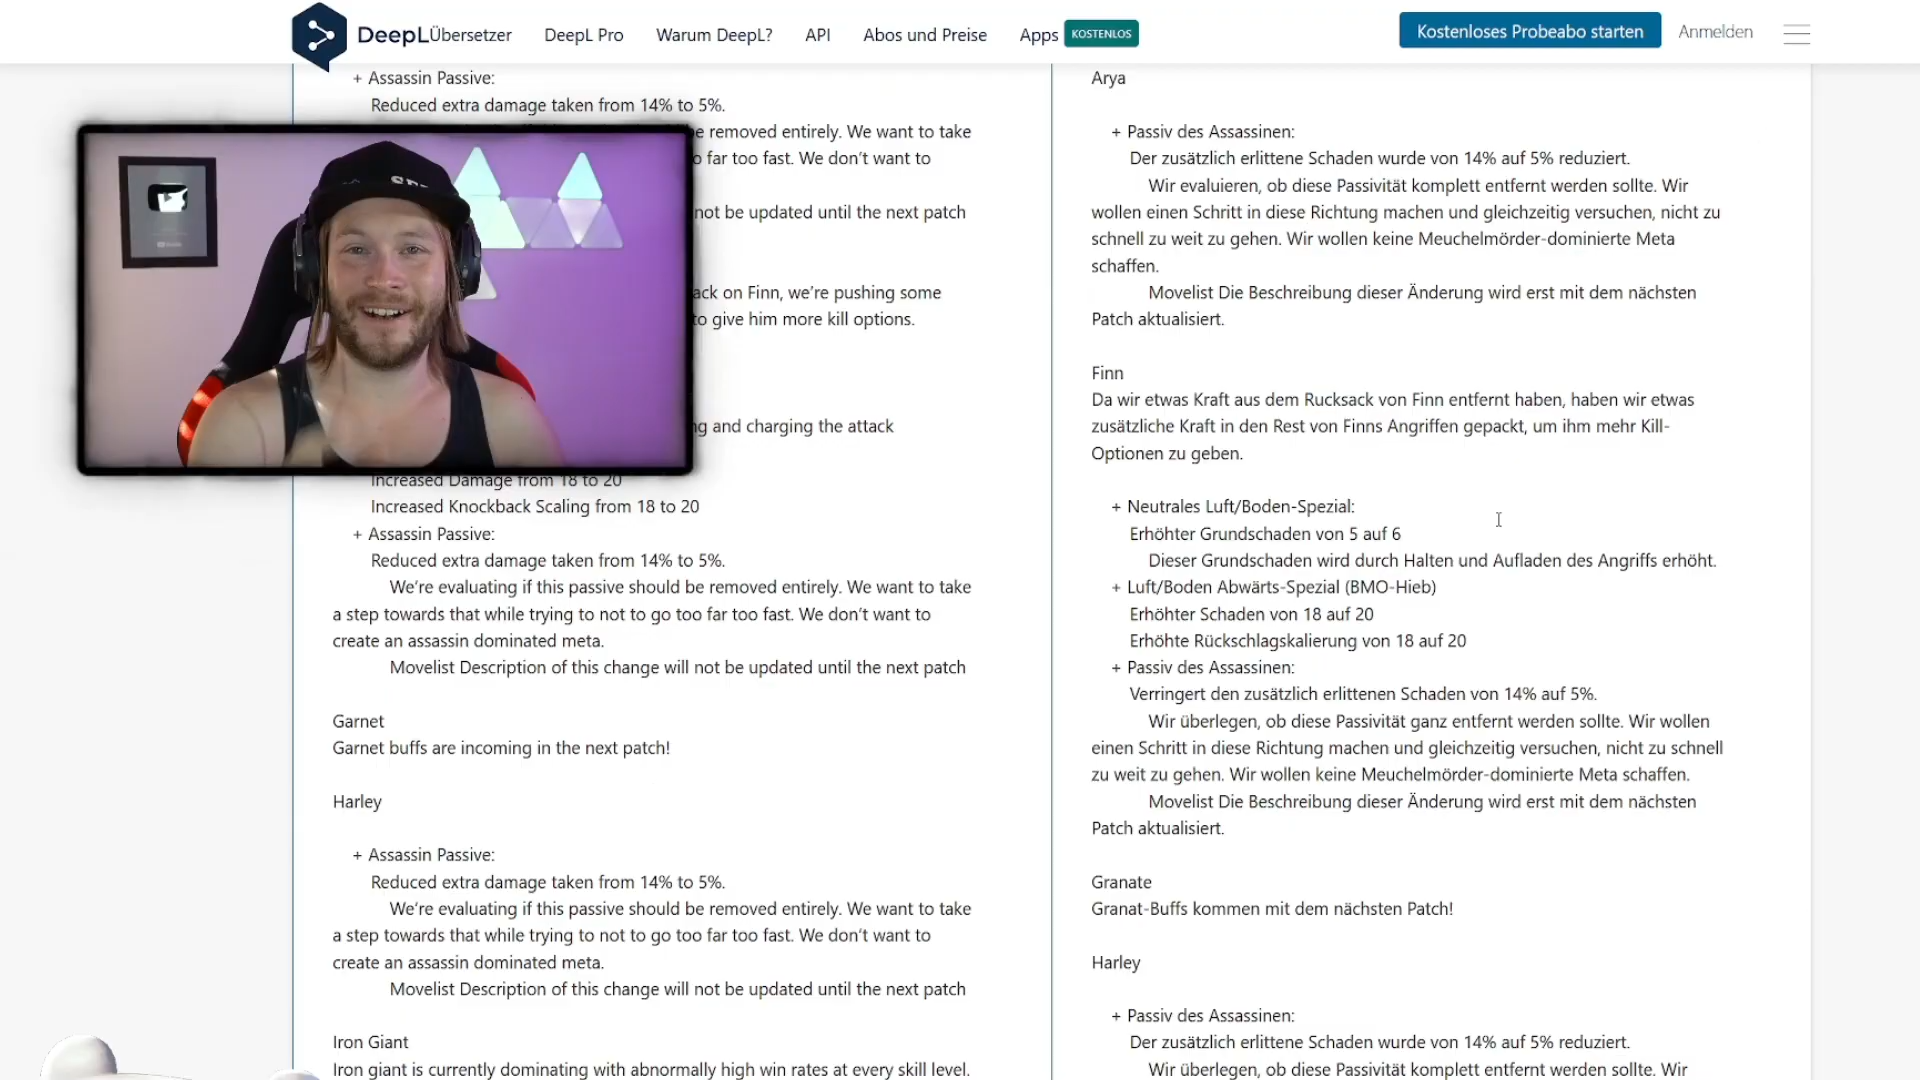 DeepL Übersetzer
DeepL Pro
Warum DeepL?
API
Abos und Preise
Apps
KOSTENLOS
Kostenloses Probeabo starten
Anmelden
+ Assassin Passive:
Reduced extra damage taken from 14% to 5%.
be removed entirely. We want to take
far too fast. We don't want to
not be updated until the next patch
on Finn, we're pushing some
to give him more kill options.
and charging the attack
Increased Damage from 18 to 20
Increased Knockback Scaling from 18 to 20
+ Assassin Passive:
Reduced extra damage taken from 14% to 5%.
We're evaluating if this passive should be removed entirely. We want to take
a step towards that while trying to not to go too far too fast. We don't want to
create an assassin dominated meta.
Movelist Description of this change will not be updated until the next patch
Garnet
Garnet buffs are incoming in the next patch!
Harley
+ Assassin Passive:
Reduced extra damage taken from 14% to 5%.
We're evaluating if this passive should be removed entirely. We want to take
a step towards that while trying to not to go too far too fast. We don't want to
create an assassin dominated meta.
Movelist Description of this change will not be updated until the next patch
Iron Giant
Iron giant is currently dominating with abnormally high win rates at every skill level.
Arya
+ Passiv des Assassinen:
Der zusätzlich erlittene Schaden wurde von 14% auf 5% reduziert.
Wir evaluieren, ob diese Passivität komplett entfernt werden sollte. Wir
wollen einen Schritt in diese Richtung machen und gleichzeitig versuchen, nicht zu
schnell zu weit zu gehen. Wir wollen keine Meuchelmörder-dominierte Meta
schaffen.
Movelist Die Beschreibung dieser Änderung wird erst mit dem nächsten
Patch aktualisiert.
Finn
Da wir etwas Kraft aus dem Rucksack von Finn entfernt haben, haben wir etwas
zusätzliche Kraft in den Rest von Finns Angriffen gepackt, um ihm mehr Kill-
Optionen zu geben.
+ Neutrales Luft/Boden-Spezial:
Erhöhter Grundschaden von 5 auf 6
Dieser Grundschaden wird durch Halten und Aufladen des Angriffs erhöht.
+ Luft/Boden Abwärts-Spezial (BMO-Hieb)
Erhöhter Schaden von 18 auf 20
Erhöhte Rückschlagskalierung von 18 auf 20
+ Passiv des Assassinen:
Verringert den zusätzlich erlittenen Schaden von 14% auf 5%.
Wir überlegen, ob diese Passivität ganz entfernt werden sollte. Wir wollen
einen Schritt in diese Richtung machen und gleichzeitig versuchen, nicht zu schnell
zu weit zu gehen. Wir wollen keine Meuchelmörder-dominierte Meta schaffen.
Movelist Die Beschreibung dieser Änderung wird erst mit dem nächsten
Patch aktualisiert.
Granate
Granat-Buffs kommen mit dem nächsten Patch!
Harley
+ Passiv des Assassinen:
Der zusätzlich erlittene Schaden wurde von 14% auf 5% reduziert.
Wir überlegen, ob diese Passivität komplett entfernt werden sollte. Wir